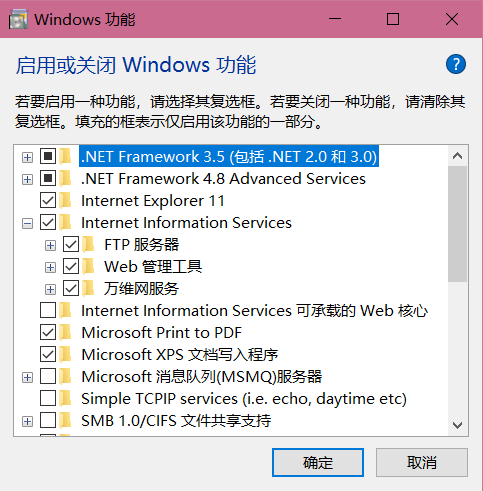 Windows 功能
启用或关闭 Windows 功能
?
若要启用一种功能，请选择其复选框。若要关闭一种功能，请清除其
复选框。填充的框表示仅启用该功能的一部分。
.NET Framework 3.5 (包括 .NET 2.0 和 3.0)
.NET Framework 4.8 Advanced Services
Internet Explorer 11
Internet Information Services
FTP 服务器
Web 管理工具
万维网服务
Internet Information Services 可承载的 Web 核心
Microsoft Print to PDF
Microsoft XPS 文档写入程序
Microsoft 消息队列(MSMQ)服务器
Simple TCPIP services (i.e. echo, daytime etc)
SMB 1.0/CIFS 文件共享支持
确定
取消